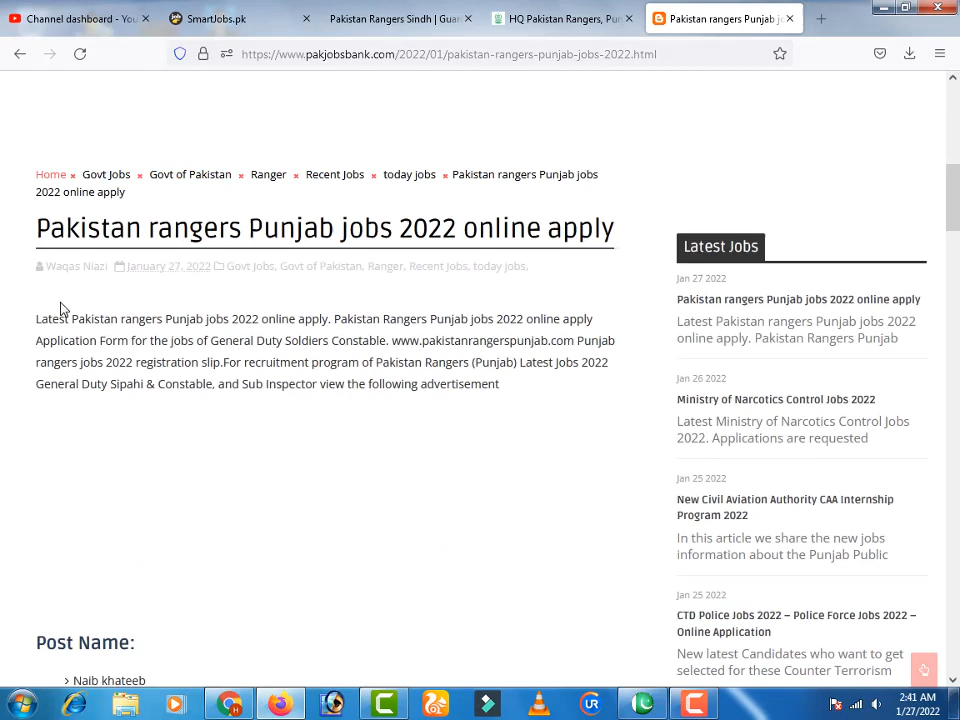 Channel dashboard - You
SmartJobs.pk
Pakistan Rangers Sindh | Guar
HQ Pakistan Rangers, Pun
Pakistan rangers Punjab jo
https://www.pakjobsbank.com/2022/01/pakistan-rangers-punjab-jobs-2022.html
Home × Govt Jobs × Govt of Pakistan × Ranger × Recent Jobs × today jobs × Pakistan rangers Punjab jobs
2022 online apply
Pakistan rangers Punjab jobs 2022 online apply
Waqas Niazi January 27, 2022 Govt Jobs, Govt of Pakistan, Ranger, Recent Jobs, today jobs,
Latest Pakistan rangers Punjab jobs 2022 online apply. Pakistan Rangers Punjab jobs 2022 online apply
Application Form for the jobs of General Duty Soldiers Constable. www.pakistanrangerspunjab.com Punjab
rangers jobs 2022 registration slip.For recruitment program of Pakistan Rangers (Punjab) Latest Jobs 2022
General Duty Sipahi & Constable, and Sub Inspector view the following advertisement
Post Name:
› Naib khateeb
Latest Jobs
Jan 27 2022
Pakistan rangers Punjab jobs 2022 online apply
Latest Pakistan rangers Punjab jobs 2022
online apply. Pakistan Rangers Punjab
Jan 26 2022
Ministry of Narcotics Control Jobs 2022
Latest Ministry of Narcotics Control Jobs
2022. Applications are requested
Jan 25 2022
New Civil Aviation Authority CAA Internship
Program 2022
In this article we share the new jobs
information about the Punjab Public
Jan 25 2022
CTD Police Jobs 2022 – Police Force Jobs 2022 –
Online Application
New latest Candidates who want to get
selected for these Counter Terrorism
UR
2:41 AM
1/27/2022